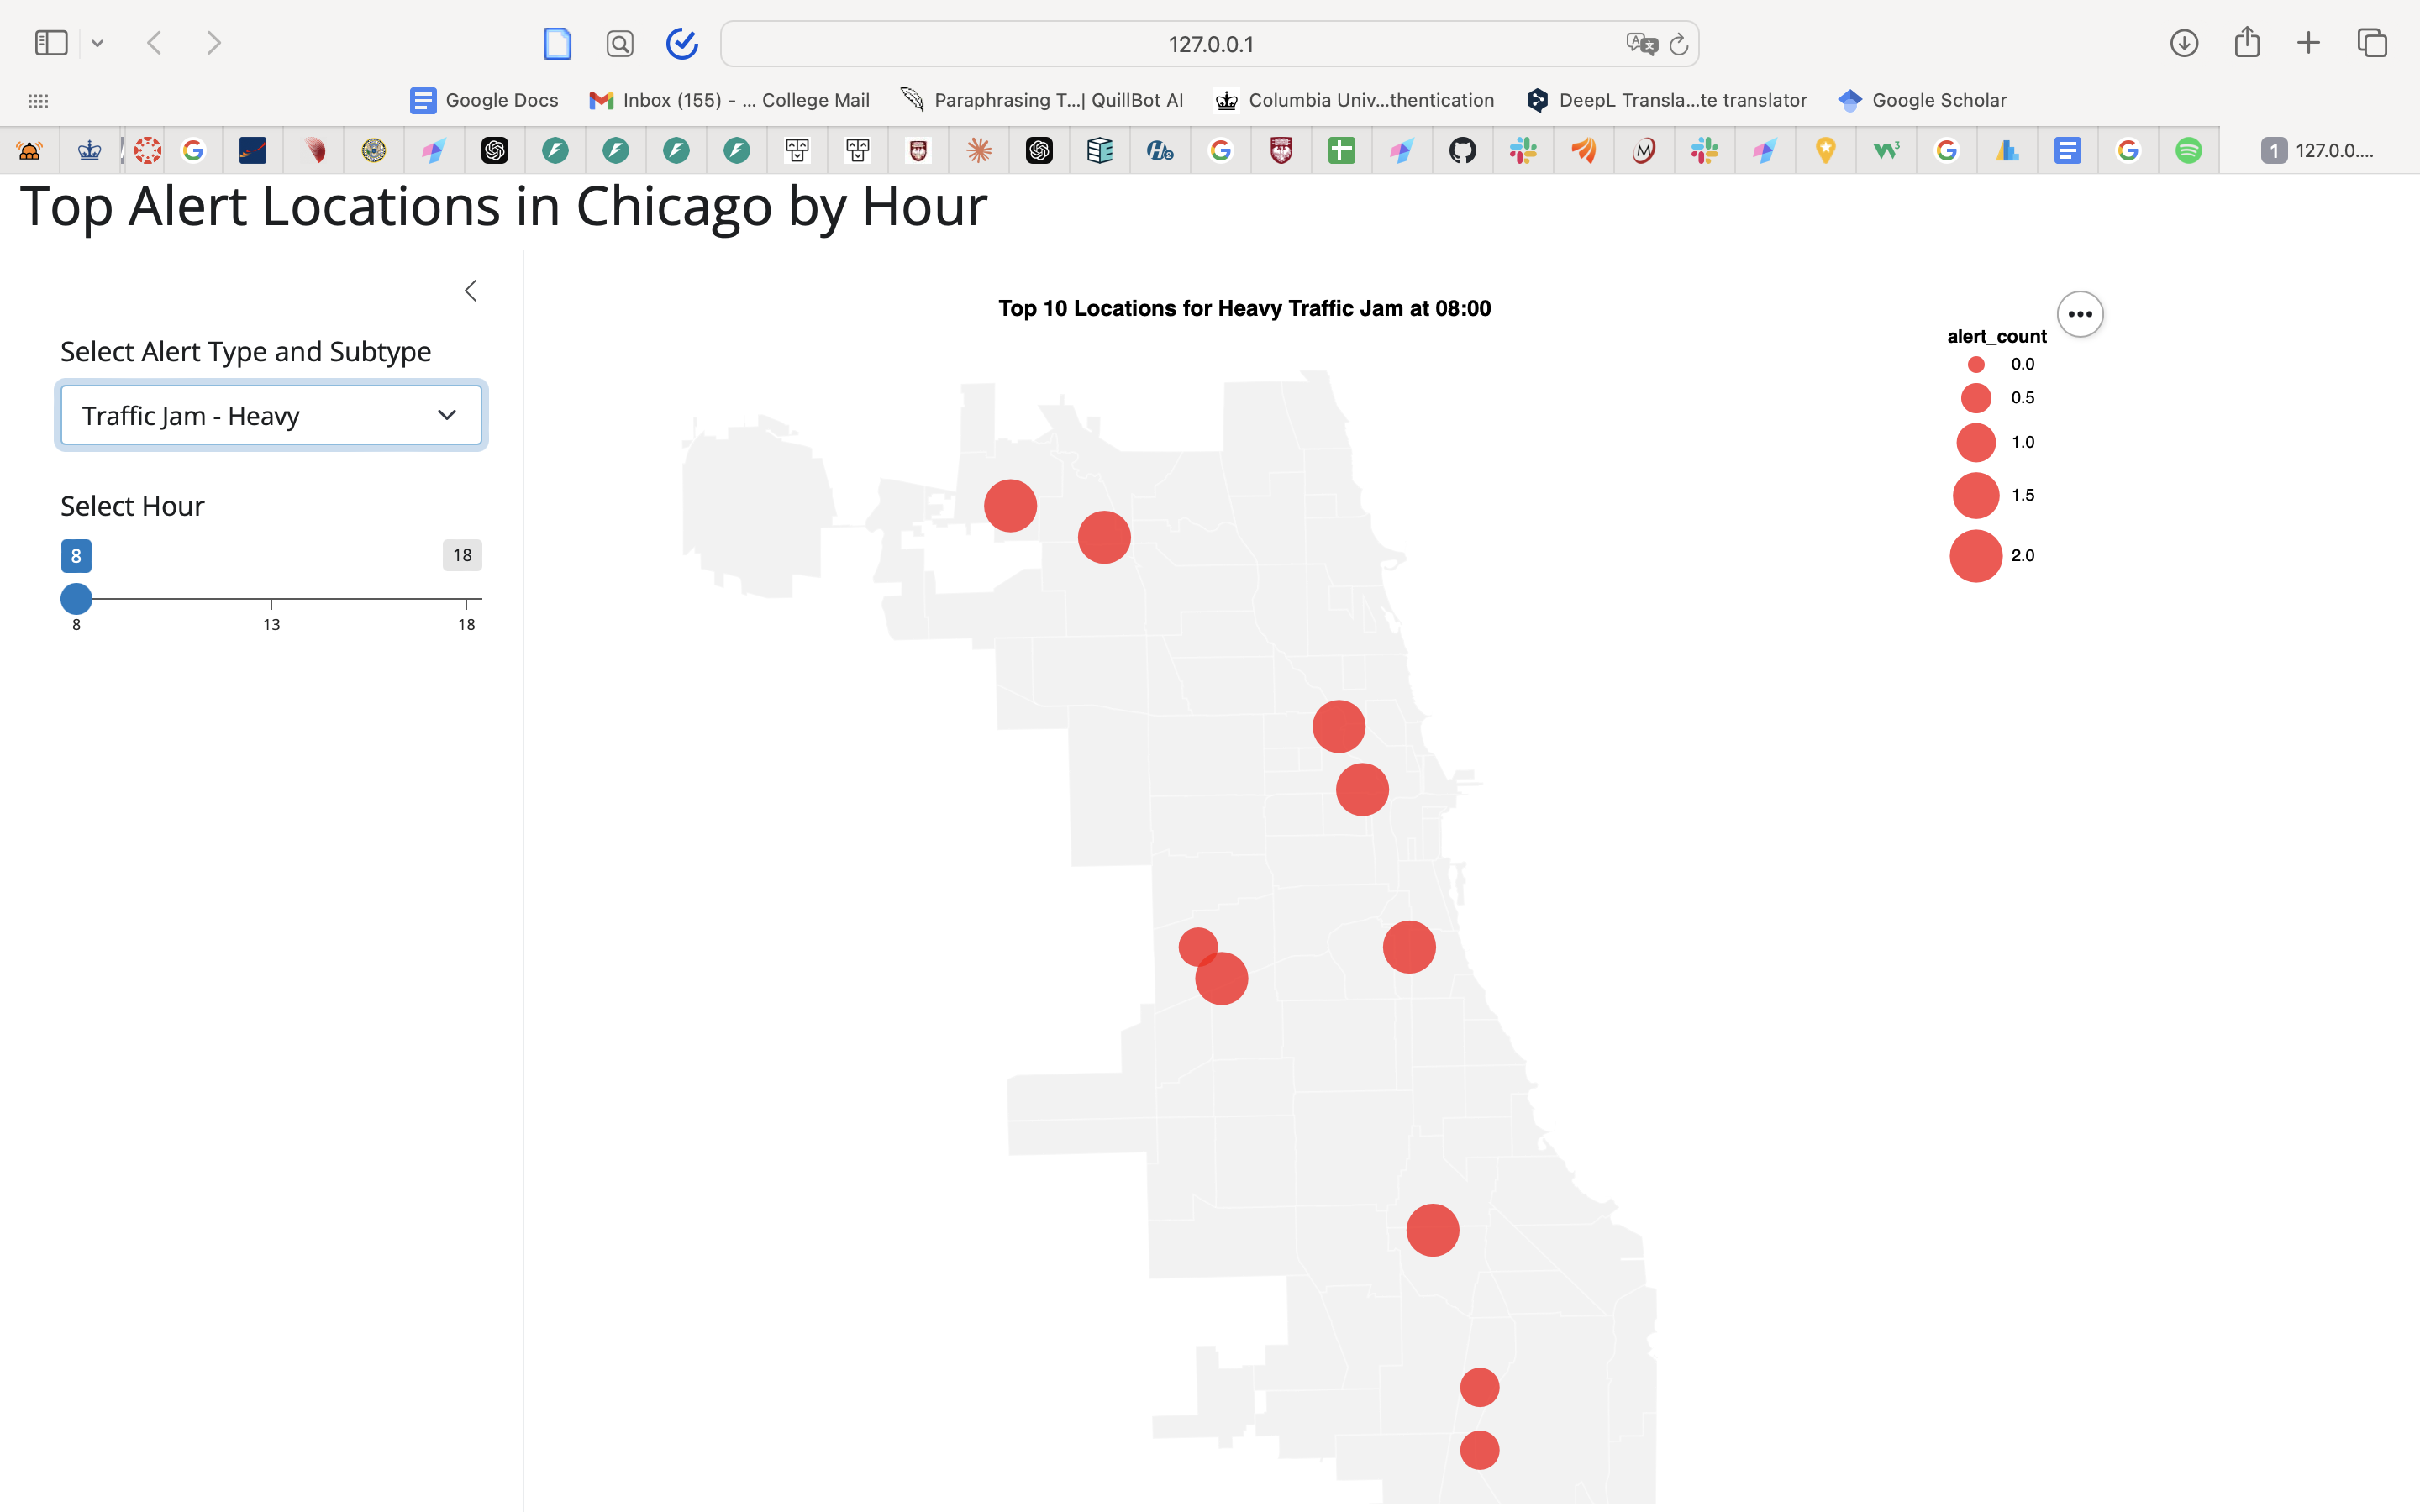 127.0.0.1
Google Docs
Inbox (155) - ... College Mail
Paraphrasing T...| QuillBot AI
Columbia Univ...thentication
DeepL Transla...te translator
Google Scholar
1 127.0.0....
Top Alert Locations in Chicago by Hour
Select Alert Type and Subtype
Traffic Jam - Heavy
Select Hour
8
18
8
13
18
Top 10 Locations for Heavy Traffic Jam at 08:00
alert_count
0.0
0.5
1.0
1.5
2.0